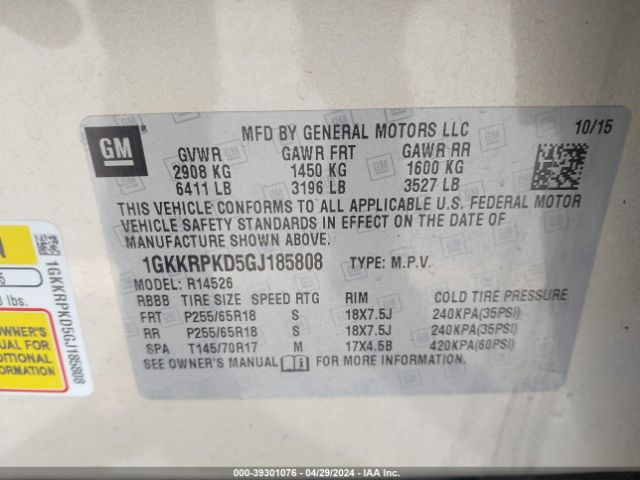 MFD BY GENERAL MOTORS LLC 10/15
GM
GVWR GAWR FRT GAWR RR
2908 KG 1450 KG 1600 KG
6411 LB 3196 LB 3527 LB
THIS VEHICLE CONFORMS TO ALL APPLICABLE U.S. FEDERAL MOTOR
VEHICLE SAFETY STANDARDS IN EFFECT ON THE DATE OF
MANUFACTURE SHOWN ABOVE.
1GKKRPKD5GJ185808 TYPE: M.P.V.
MODEL: R14526
RBBB TIRE SIZE SPEED RTG RIM COLD TIRE PRESSURE
FRT P255/65R18 S 18X7.5J 240KPA(35PSI)
RR P255/65R18 S 18X7.5J 240KPA(35PSI)
SPA T145/70R17 M 17X4.5B 420KPA(60PSI)
SEE OWNER'S MANUAL FOR MORE INFORMATION.
N
lbs.
OWNER'S
MANUAL FOR
ADDITIONAL
INFORMATION
1GKKRPKD5GJ185808
000-39301076 - 04/29/2024 - IAA Inc.